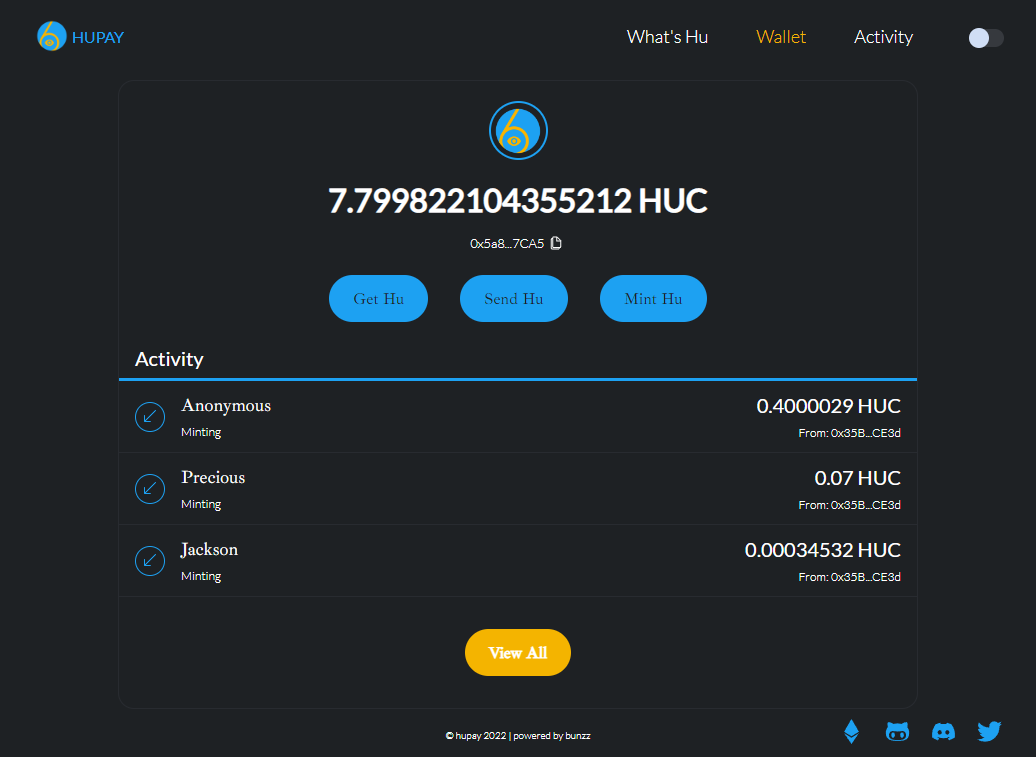 HUPAY
What's Hu
Wallet
Activity
7.799822104355212 HUC
0x5a8...7CA5
Get Hu
Send Hu
Mint Hu
Activity
Anonymous
0.4000029 HUC
Minting
From: 0x35B...CE3d
Precious
0.07 HUC
Minting
From: 0x35B...CE3d
Jackson
0.00034532 HUC
Minting
From: 0x35B...CE3d
View All
© hupay 2022 | powered by bunzz